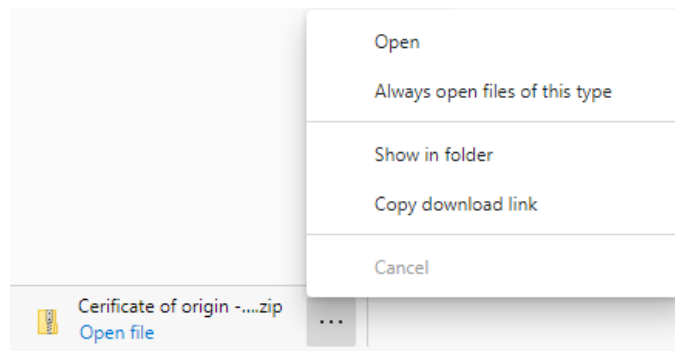 Open
Always open files of this type
Show in folder
Copy download link
Cancel
Cerificate of origin -....zip
Open file
...